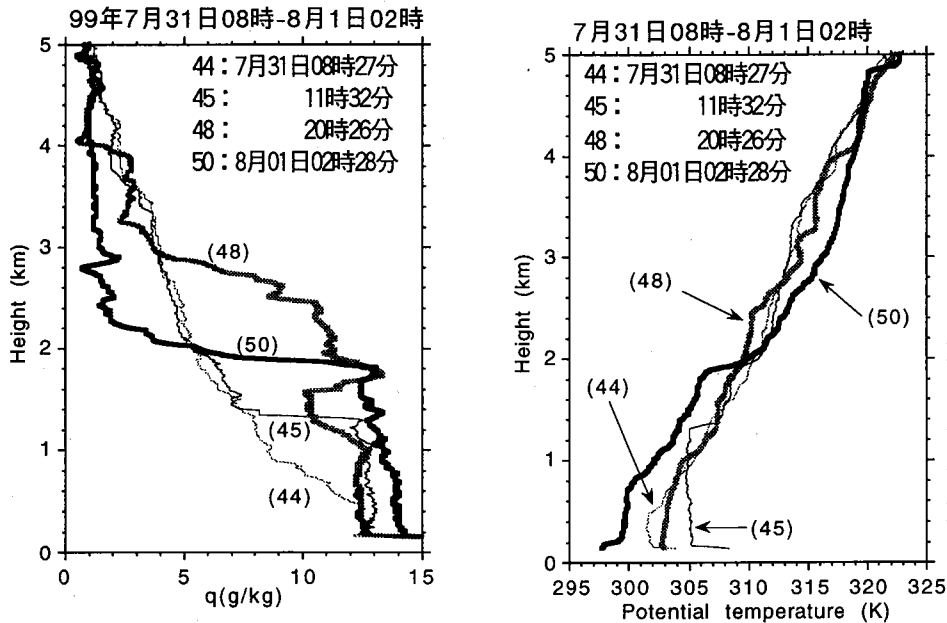 99年7月31日08時-8月1日02時
44：7月31日08時27分
45： 11時32分
48： 20時26分
50：8月01日02時28分
5
4
3
2
1
0
Height (km)
(48)
(50)
(45)
(44)
0 5 10 15
q(g/kg)
7月31日08時-8月1日02時
44：7月31日08時27分
45： 11時32分
48： 20時26分
50：8月01日02時28分
5
4
3
2
1
0
Height (km)
(48)
(50)
(44)
(45)
295 300 305 310 315 320 325
Potential temperature (K)